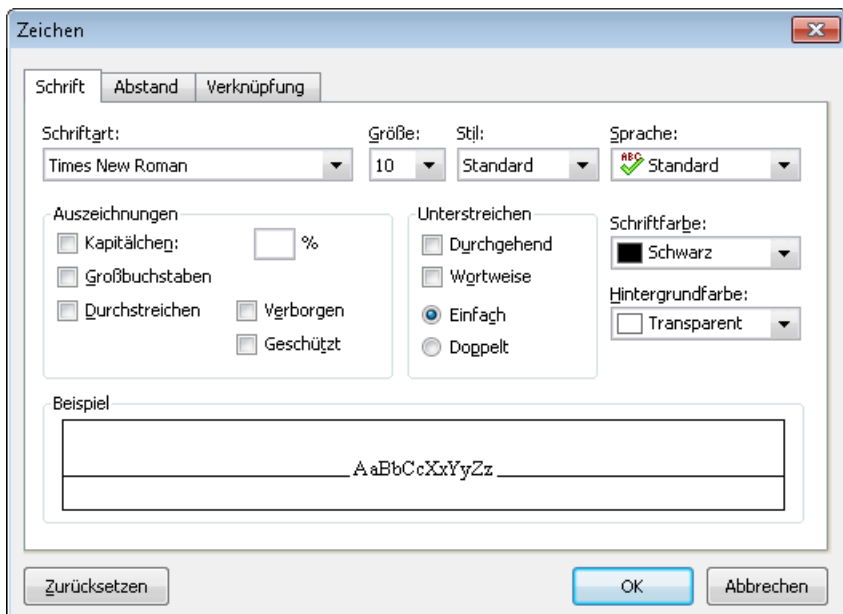 Zeichen
Schrift Abstand Verknüpfung
Schriftart: Größe: Stil: Sprache:
Times New Roman 10 Standard ABC Standard
Auszeichnungen Unterstreichen Schriftfarbe:
Kapitälchen: % Durchgehend Schwarz
Großbuchstaben Wortweise Hintergrundfarbe:
Durchstreichen Verborgen Einfach Transparent
Geschützt Doppelt
Beispiel
AaBbCcXxYyZz
Zurücksetzen OK Abbrechen